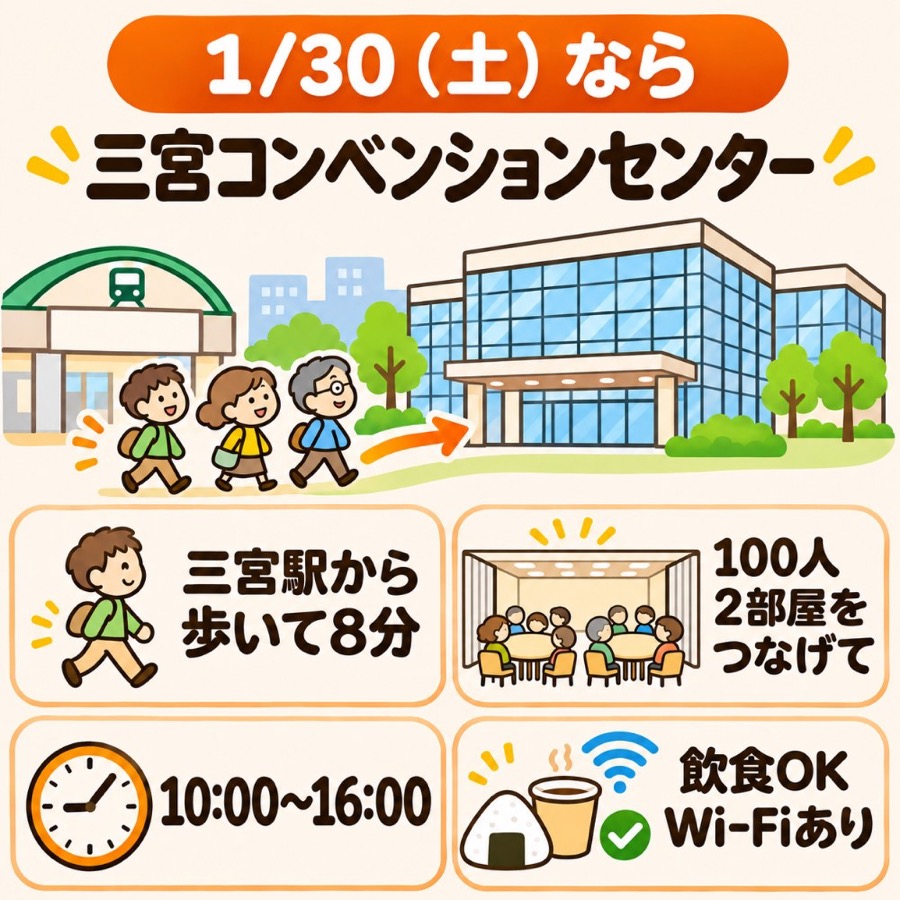 1/30（土）なら
三宮コンベンションセンター
三宮駅から
歩いて8分
100人
2部屋を
つなげて
10:00~16:00
飲食OK
Wi-Fiあり